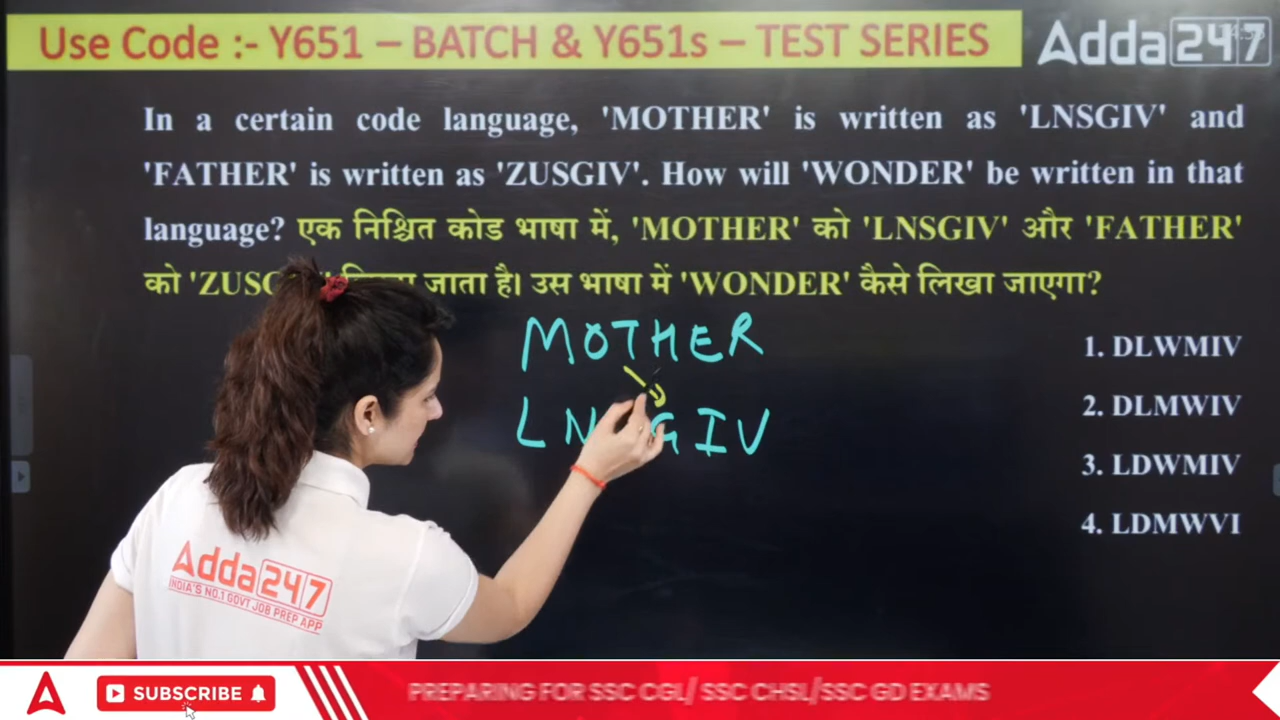 Use Code :- Y651 – BATCH & Y651s – TEST SERIES
Adda247
In a certain code language, 'MOTHER' is written as 'LNSGIV' and
'FATHER' is written as 'ZUSGIV'. How will 'WONDER' be written in that
language? एक निश्चित कोड भाषा में, 'MOTHER' को 'LNSGIV' और 'FATHER'
को जाता है। उस भाषा में 'WONDER' कैसे लिखा जाएगा?
MOTHER
LN GIV
1. DLWMIV
2. DLMWIV
3. LDWMIV
4. LDMWVI
Adda247
INDIA'S NO.1 GOVT JOB PREP APP
SUBSCRIBE
PREPARING FOR SSC CGL/ SSC CHSL/SSC GD EXAMS